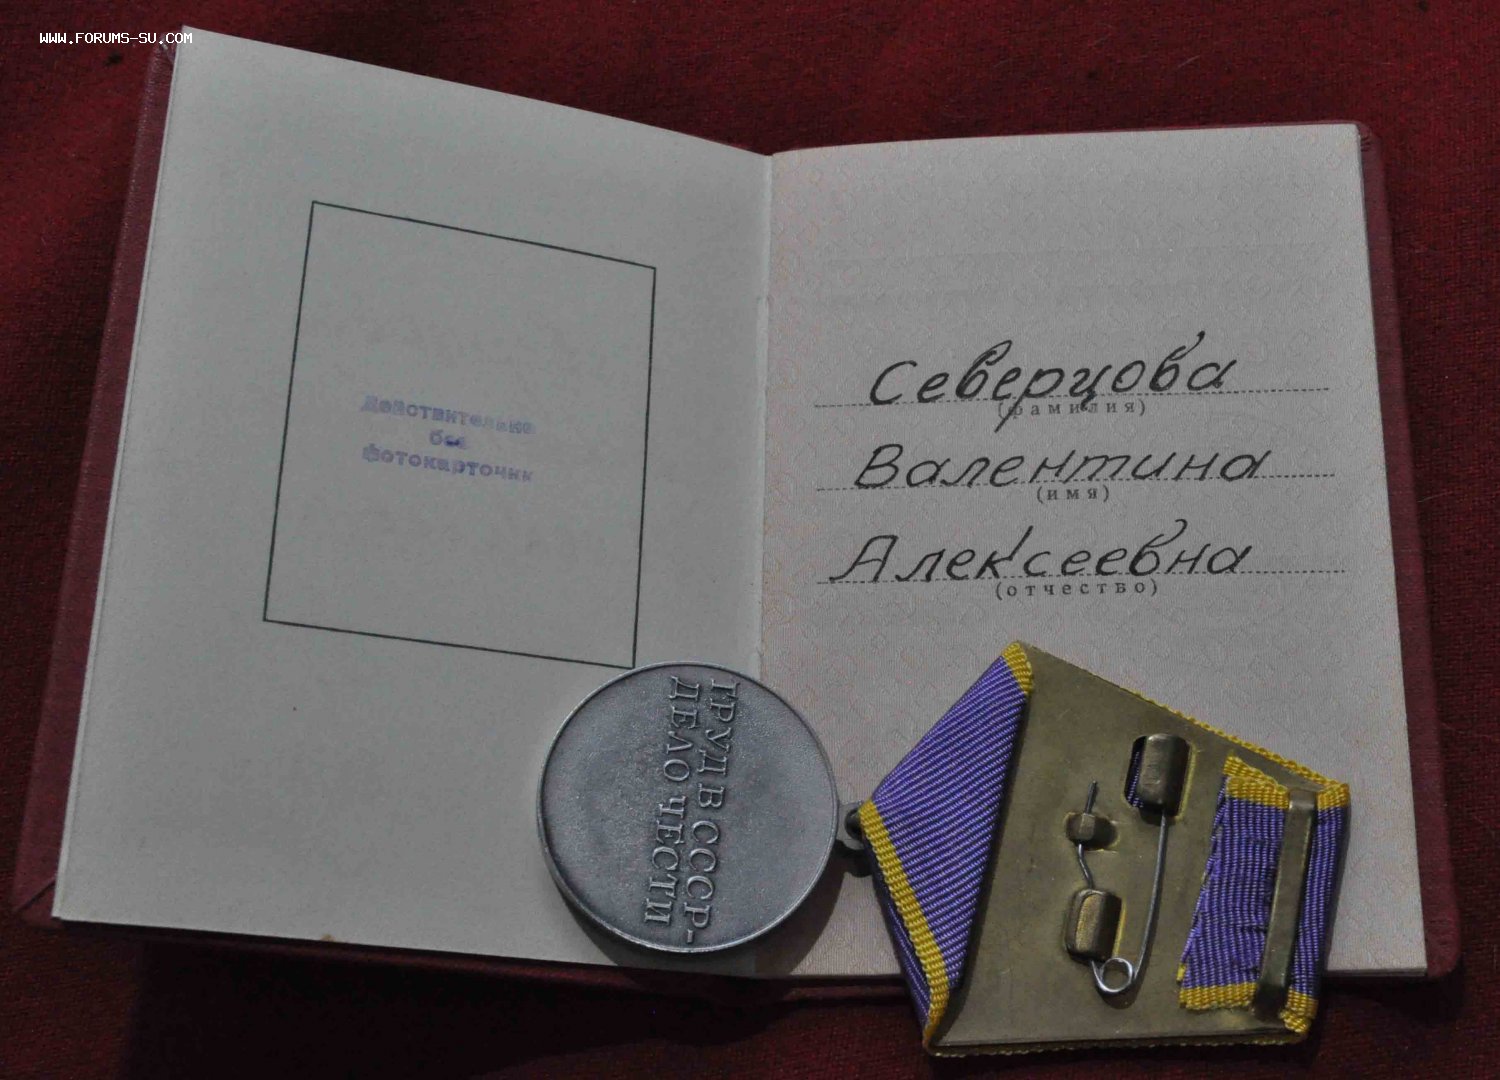 WWW.FORUMS-SU.COM
Действительно
без
фотокарточки
Северцова
(фамилия)
Валентина
(имя)
Алексеевна
(отчество)
ТРУД В СССР-
ДЕЛО ЧЕСТИ